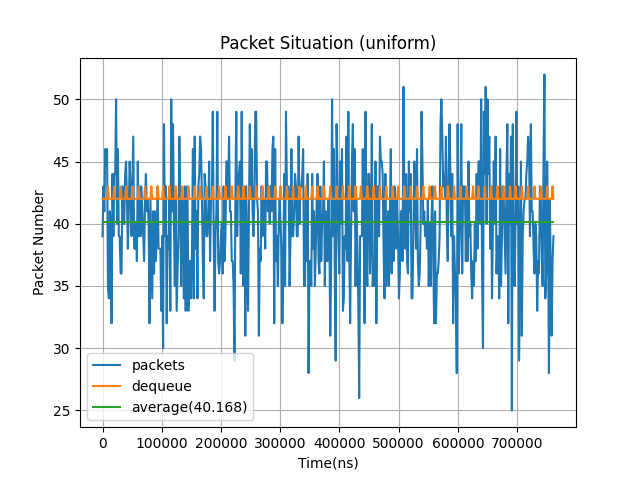 Packet Situation (uniform)
50
45
40
35
30
25
Packet Number
packets
dequeue
average(40.168)
0 100000 200000 300000 400000 500000 600000 700000
Time(ns)